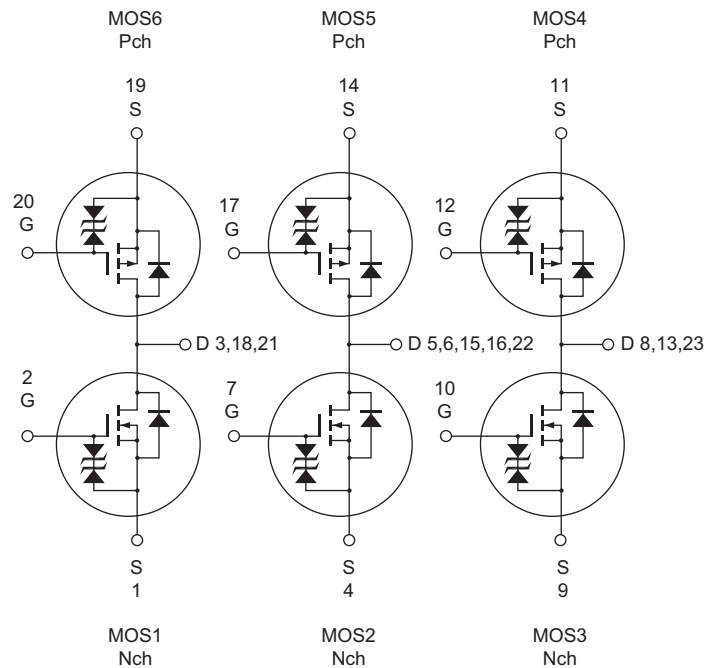 MOS6
Pch
MOS5
Pch
MOS4
Pch
19
S
14
S
11
S
20
G
17
G
12
G
D 3,18,21
D 5,6,15,16,22
D 8,13,23
2
G
7
G
10
G
S
1
S
4
S
9
MOS1
Nch
MOS2
Nch
MOS3
Nch